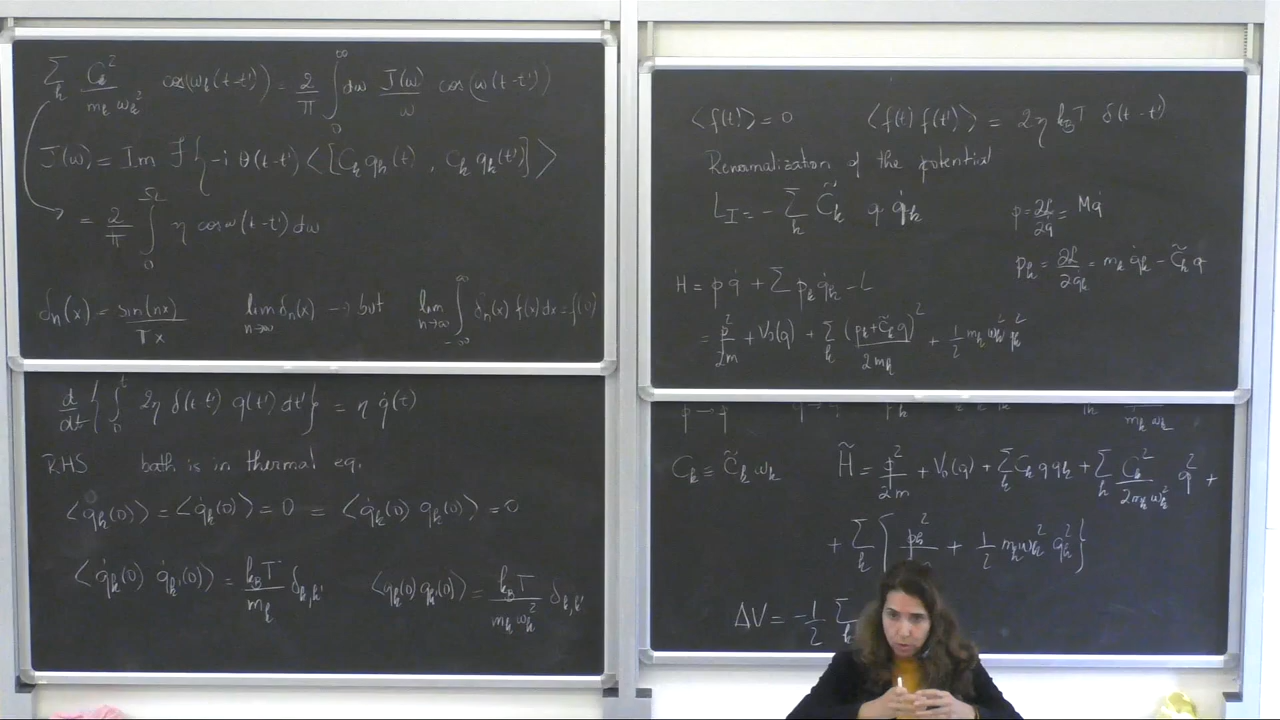 Σ_k C_k²/(m_k ω_k²) cos(ω_k(t-t')) = 2/π ∫_0^∞ dω J(ω)/ω cos(ω(t-t'))
J(ω) = Im F{-i θ(t-t') <[C_k q_k(t), C_k q_k(t')]>
= 2/π ∫_0^Ω η cos ω(t-t') dω
δ_n(x) = sin(nx)/(πx) lim_{n→∞} δ_n(x) → but lim_{n→∞} ∫_{-∞}^{∞} δ_n(x) f(x) dx = f(0)
d/dt {∫_0^t 2η δ(t-t') q(t') dt'} = η q̇(t)
RHS bath is in thermal eq.
<q_k(0)> = <q̇_k(0)> = 0 = <q̇_k(0) q_k(0)> = 0
<q̇_k(0) q̇_k'(0)> = k_B T/m_k δ_{k,k'} <q_k(0) q_k'(0)> = k_B T/(m_k ω_k²) δ_{k,k'}
<f(t)> = 0 <f(t) f(t')> = 2η k_B T δ(t-t')
Renormalization of the potential
L_I = -Σ_k C̃_k q q̇_k p = ∂L/∂q̇ = Mq̇
p_k = ∂L/∂q̇_k = m_k q̇_k - C̃_k q
H = p q̇ + Σ p_k q̇_k - L
= p²/2m + V_0(q) + Σ_k (p_k + C̃_k q)²/2m_k + 1/2 m_k ω_k² q_k²
p → p m_k ω_k
C_k ≡ C̃_k ω_k H̃ = p²/2m + V_0(q) + Σ_k C_k q q_k + Σ_k C_k²/(2m_k ω_k²) q² +
+ Σ_k {p_k² + 1/2 m_k ω_k² q_k²}
ΔV = -1/2 Σ_k